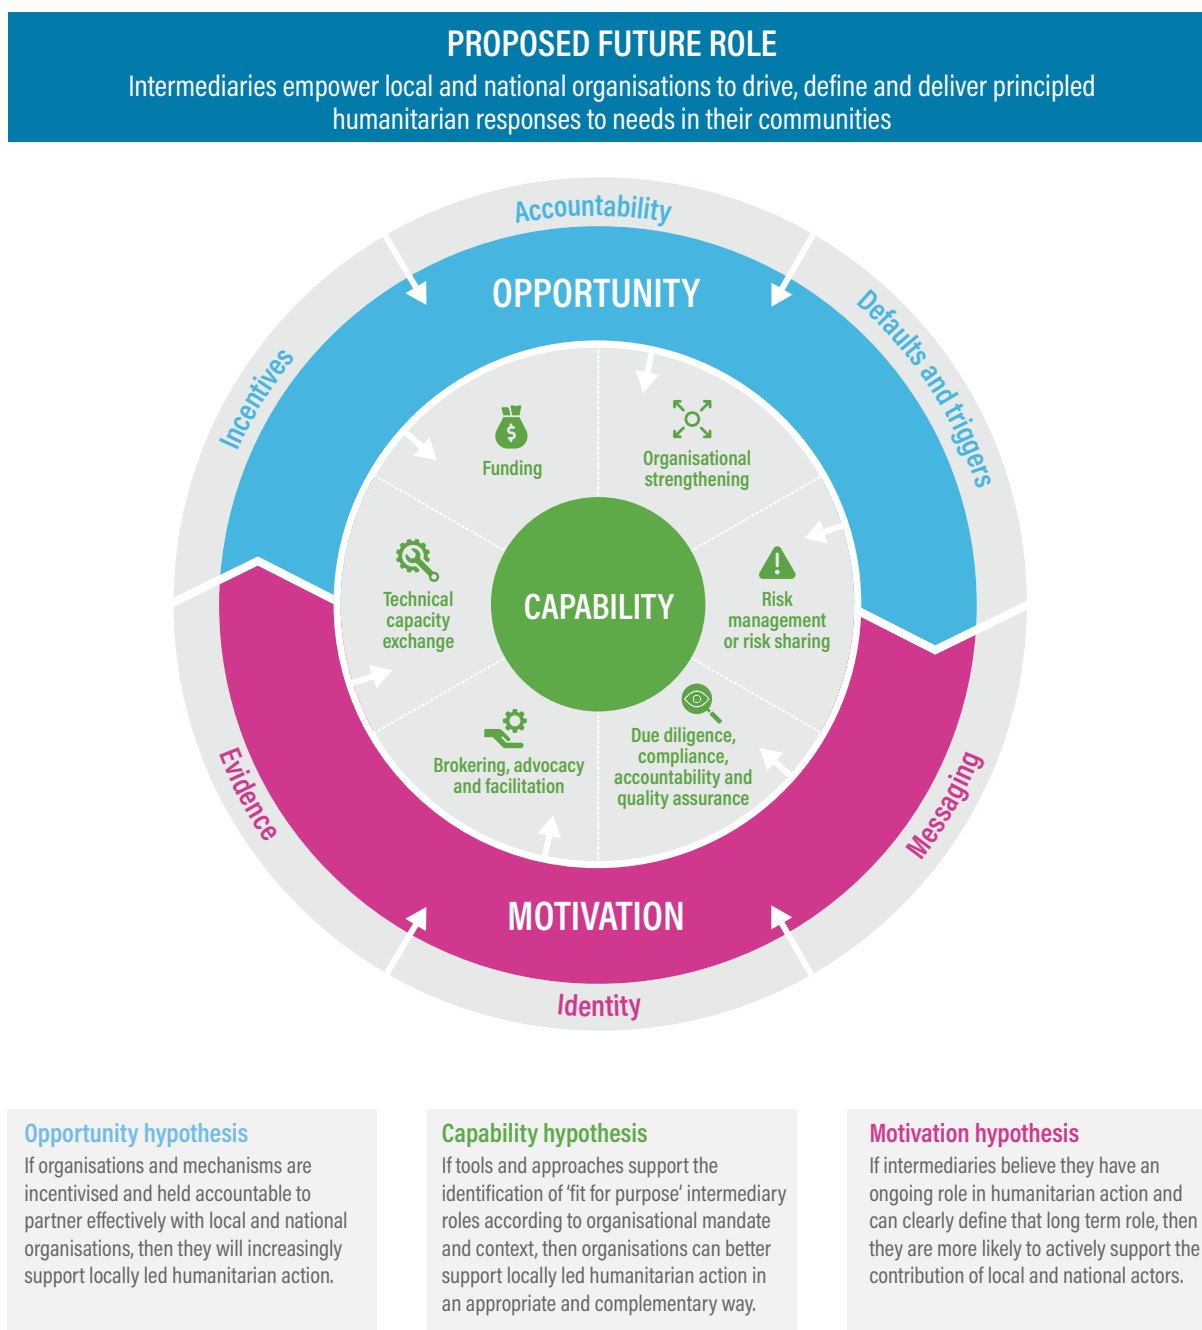 PROPOSED FUTURE ROLE
Intermediaries empower local and national organisations to drive, define and deliver principled
humanitarian responses to needs in their communities
Accountability
Incentives
Defaults and triggers
OPPORTUNITY
Funding
Organisational
strengthening
Technical
capacity
exchange
CAPABILITY
Risk
management
or risk sharing
Brokering, advocacy
and facilitation
Due diligence,
compliance,
accountability and
quality assurance
Evidence
Messaging
MOTIVATION
Identity
Opportunity hypothesis
If organisations and mechanisms are
incentivised and held accountable to
partner effectively with local and national
organisations, then they will increasingly
support locally led humanitarian action.
Capability hypothesis
If tools and approaches support the
identification of ‘fit for purpose’ intermediary
roles according to organisational mandate
and context, then organisations can better
support locally led humanitarian action in
an appropriate and complementary way.
Motivation hypothesis
If intermediaries believe they have an
ongoing role in humanitarian action and
can clearly define that long term role, then
they are more likely to actively support the
contribution of local and national actors.